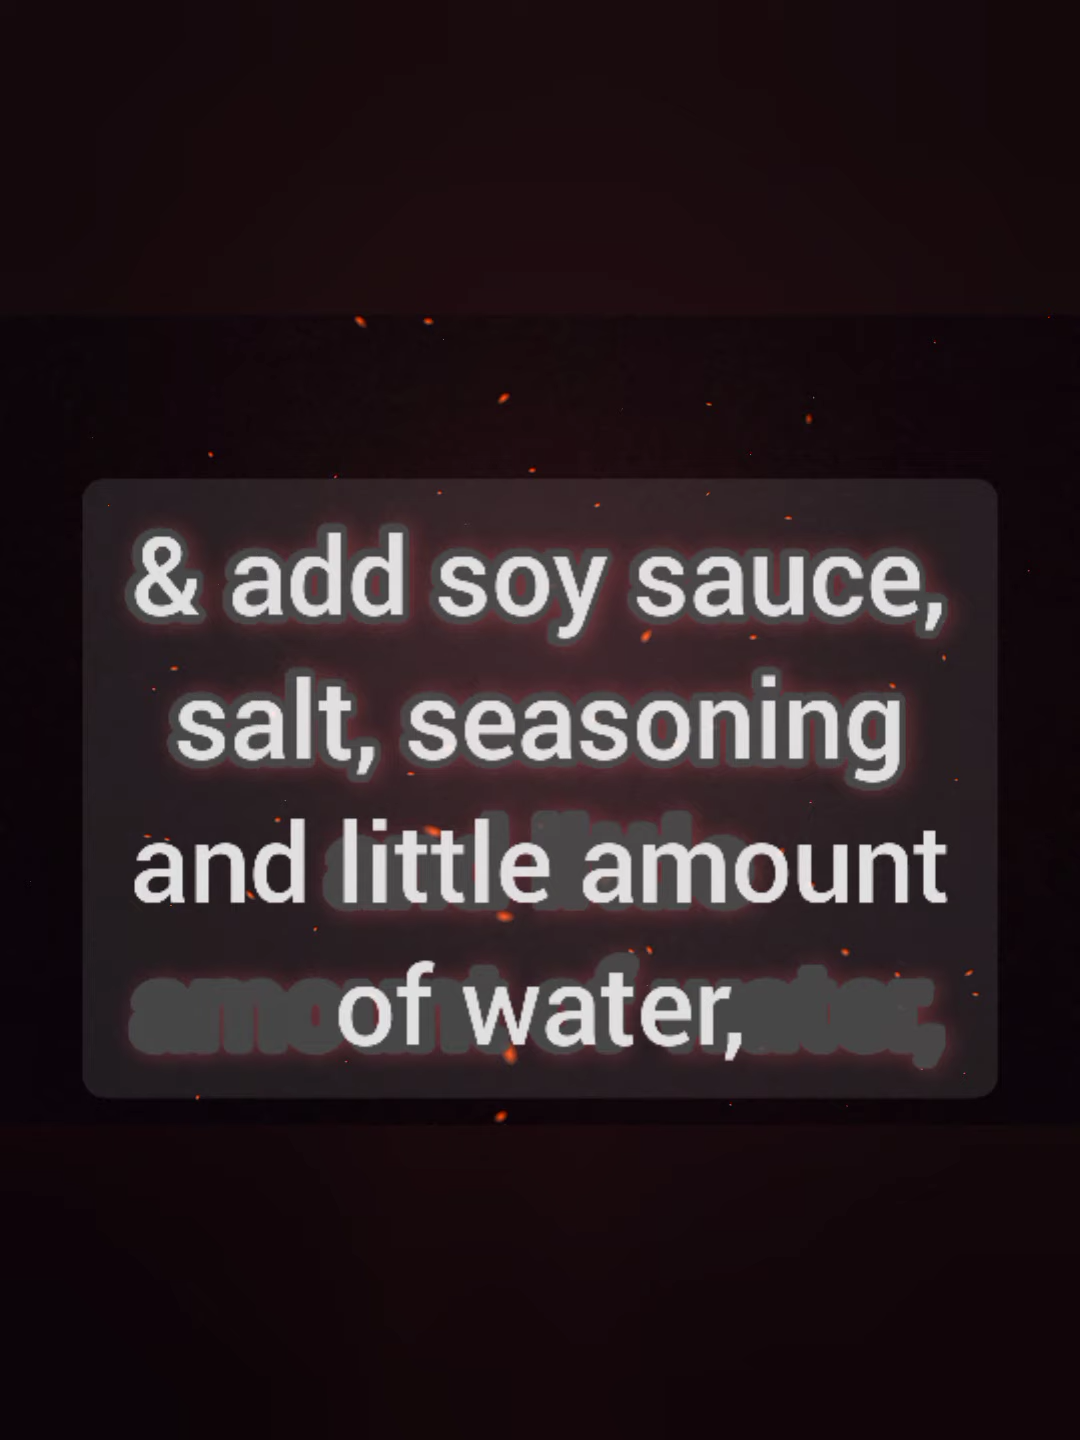 & add soy sauce,
salt, seasoning
and little amount
of water,